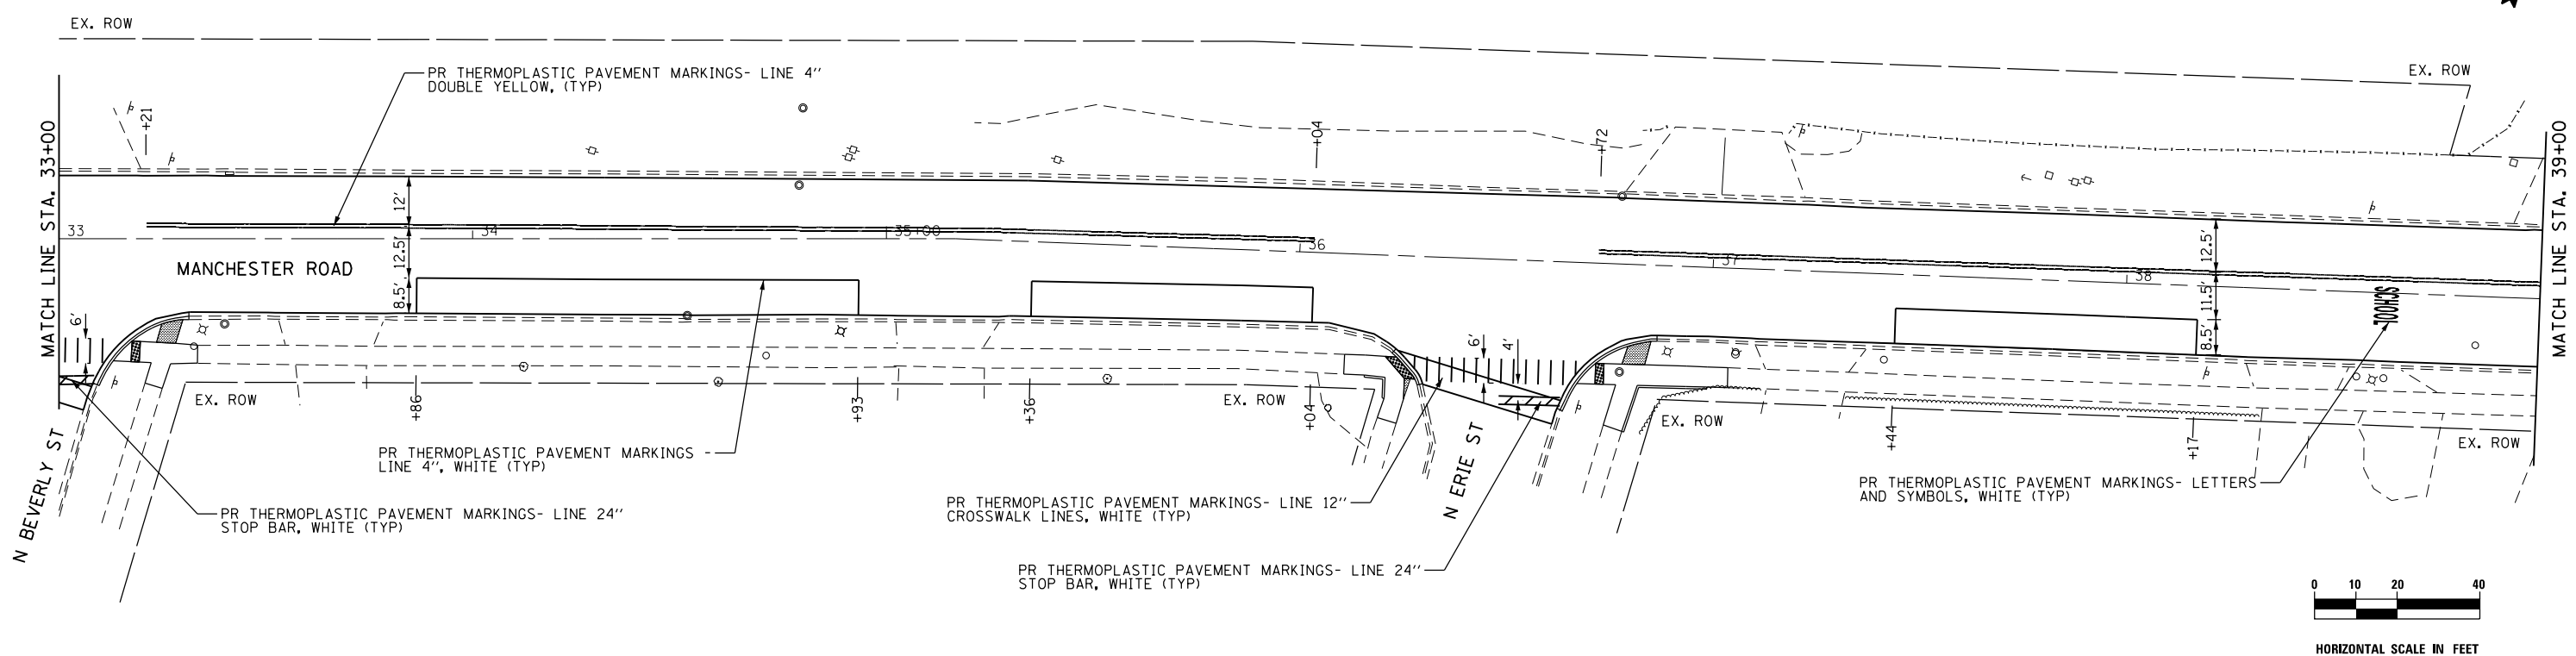 EX. ROW
PR THERMOPLASTIC PAVEMENT MARKINGS- LINE 4"
DOUBLE YELLOW, (TYP)
EX. ROW
MATCH LINE STA. 33+00
+21
+04
+72
MATCH LINE STA. 39+00
12'
12.5'
8.5'
33
34
35+00
36
37
38
12.5'
11.5'
8.5'
MANCHESTER ROAD
SCHOOL
6'
6'
4'
EX. ROW
+86
+93
+36
EX. ROW
+04
EX. ROW
+44
+17
EX. ROW
N BEVERLY ST
N ERIE ST
PR THERMOPLASTIC PAVEMENT MARKINGS -
LINE 4", WHITE (TYP)
PR THERMOPLASTIC PAVEMENT MARKINGS- LINE 24"
STOP BAR, WHITE (TYP)
PR THERMOPLASTIC PAVEMENT MARKINGS- LINE 12"
CROSSWALK LINES, WHITE (TYP)
PR THERMOPLASTIC PAVEMENT MARKINGS- LETTERS
AND SYMBOLS, WHITE (TYP)
PR THERMOPLASTIC PAVEMENT MARKINGS- LINE 24"
STOP BAR, WHITE (TYP)
0 10 20 40
HORIZONTAL SCALE IN FEET